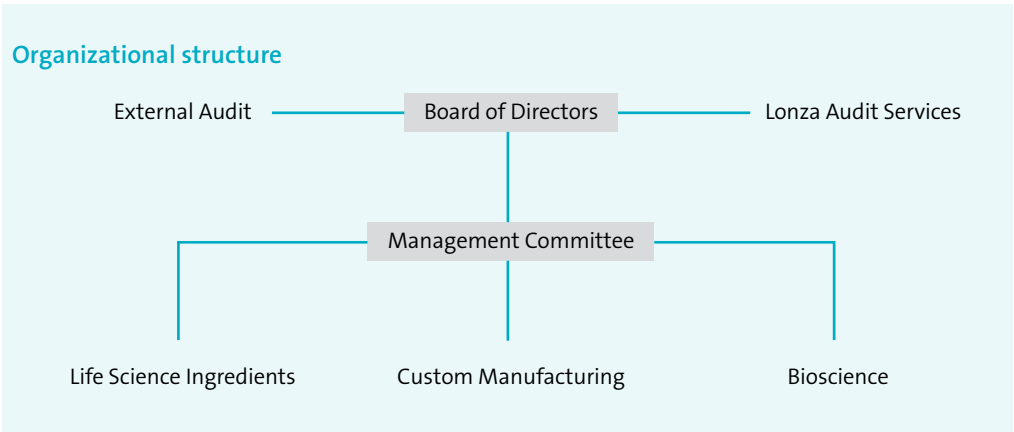 Organizational structure
External Audit
Board of Directors
Lonza Audit Services
Management Committee
Life Science Ingredients
Custom Manufacturing
Bioscience